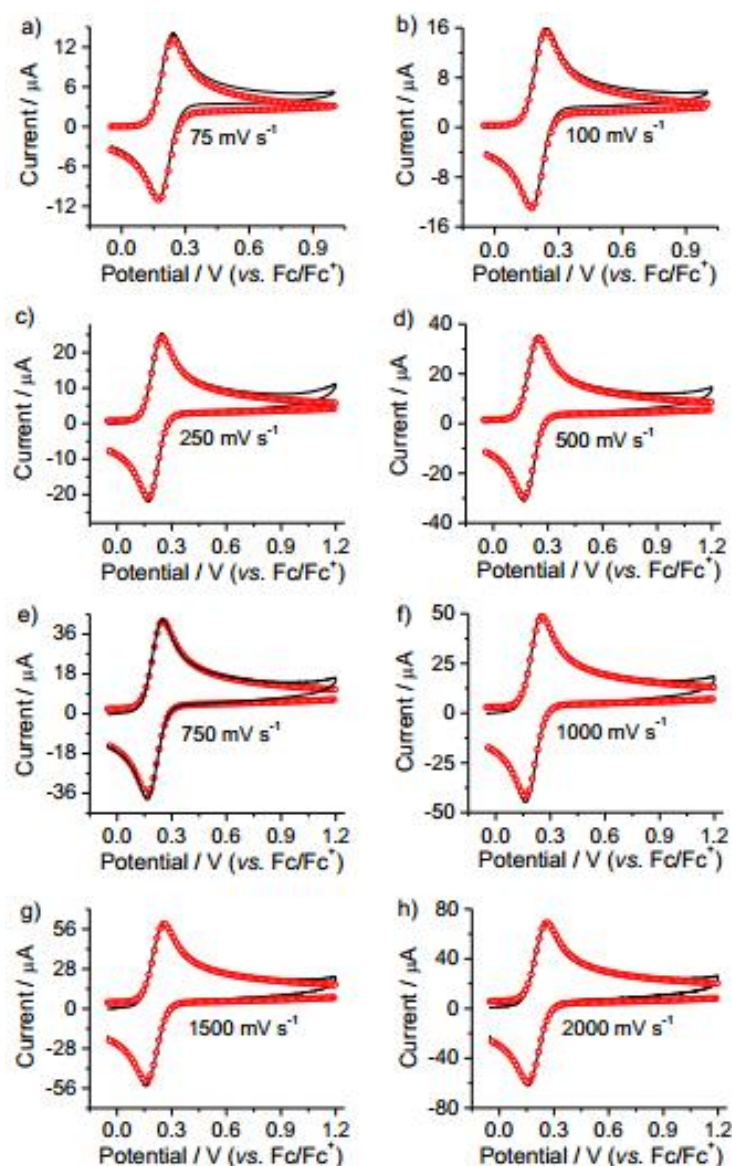 a)
12
6
0
-6
-12
Current / µA
75 mV s⁻¹
0.0 0.3 0.6 0.9
Potential / V (vs. Fc/Fc⁺)
b)
16
8
0
-8
-16
Current / µA
100 mV s⁻¹
0.0 0.3 0.6 0.9
Potential / V (vs. Fc/Fc⁺)
c)
20
10
0
-10
-20
Current / µA
250 mV s⁻¹
0.0 0.3 0.6 0.9 1.2
Potential / V (vs. Fc/Fc⁺)
d)
40
20
0
-20
-40
Current / µA
500 mV s⁻¹
0.0 0.3 0.6 0.9 1.2
Potential / V (vs. Fc/Fc⁺)
e)
36
18
0
-18
-36
Current / µA
750 mV s⁻¹
0.0 0.3 0.6 0.9 1.2
Potential / V (vs. Fc/Fc⁺)
f)
50
25
0
-25
-50
Current / µA
1000 mV s⁻¹
0.0 0.3 0.6 0.9 1.2
Potential / V (vs. Fc/Fc⁺)
g)
56
28
0
-28
-56
Current / µA
1500 mV s⁻¹
0.0 0.3 0.6 0.9 1.2
Potential / V (vs. Fc/Fc⁺)
h)
80
40
0
-40
-80
Current / µA
2000 mV s⁻¹
0.0 0.3 0.6 0.9 1.2
Potential / V (vs. Fc/Fc⁺)